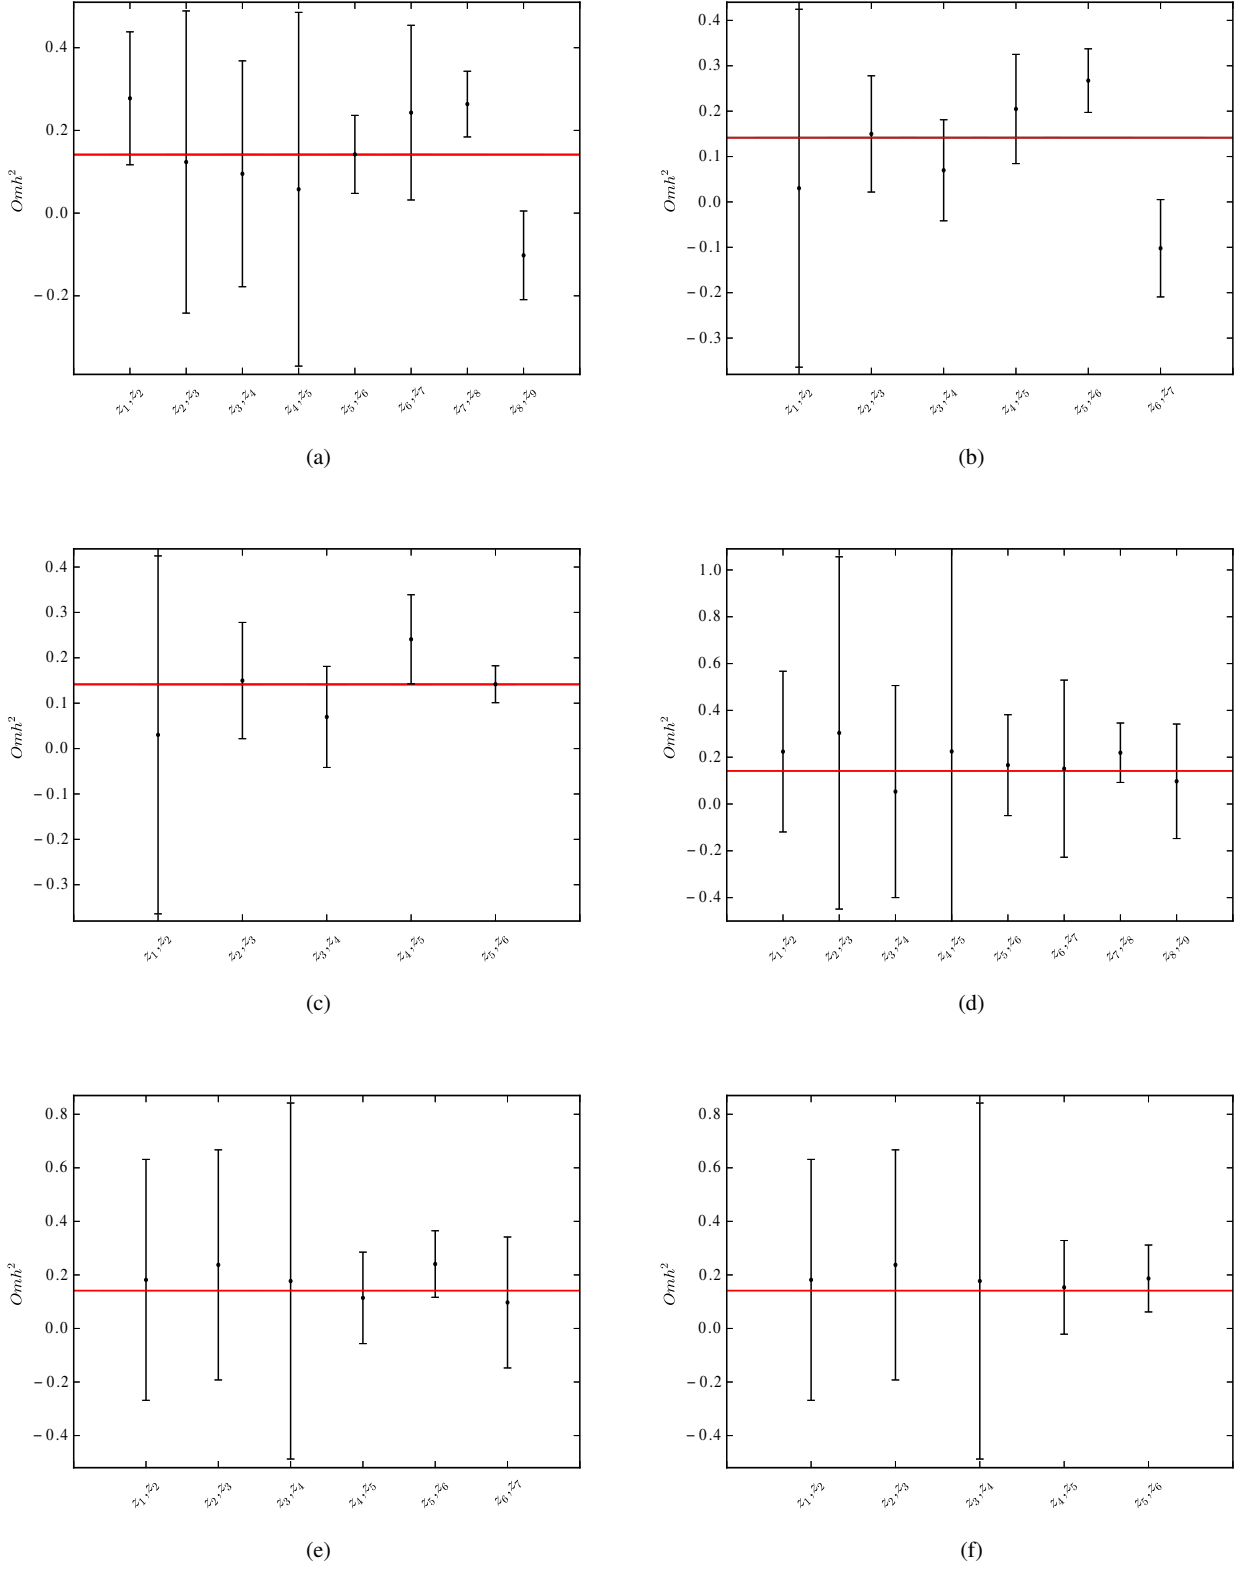 0.4
0.2
0.0
−0.2
Omh²
z₁,z₂ z₂,z₃ z₃,z₄ z₄,z₅ z₅,z₆ z₆,z₇ z₇,z₈ z₈,z₉
(a)
0.4
0.3
0.2
0.1
0.0
−0.1
−0.2
−0.3
Omh²
z₁,z₂ z₂,z₃ z₃,z₄ z₄,z₅ z₅,z₆ z₆,z₇
(b)
0.4
0.3
0.2
0.1
0.0
−0.1
−0.2
−0.3
Omh²
z₁,z₂ z₂,z₃ z₃,z₄ z₄,z₅ z₅,z₆
(c)
1.0
0.8
0.6
0.4
0.2
0.0
−0.2
−0.4
Omh²
z₁,z₂ z₂,z₃ z₃,z₄ z₄,z₅ z₅,z₆ z₆,z₇ z₇,z₈ z₈,z₉
(d)
0.8
0.6
0.4
0.2
0.0
−0.2
−0.4
Omh²
z₁,z₂ z₂,z₃ z₃,z₄ z₄,z₅ z₅,z₆ z₆,z₇
(e)
0.8
0.6
0.4
0.2
0.0
−0.2
−0.4
Omh²
z₁,z₂ z₂,z₃ z₃,z₄ z₄,z₅ z₅,z₆
(f)